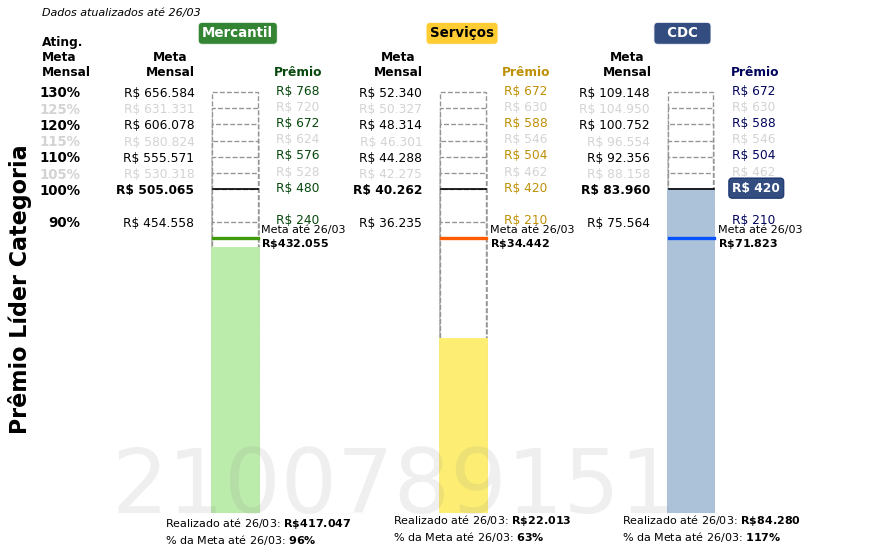 Dados atualizados até 26/03
Mercantil Serviços CDC
Ating. Meta Mensal Meta Mensal Prêmio Meta Mensal Prêmio Meta Mensal Prêmio
130% R$ 656.584 R$ 768 R$ 52.340 R$ 672 R$ 109.148 R$ 672
125% R$ 631.331 R$ 720 R$ 50.327 R$ 630 R$ 104.950 R$ 630
120% R$ 606.078 R$ 672 R$ 48.314 R$ 588 R$ 100.752 R$ 588
115% R$ 580.824 R$ 624 R$ 46.301 R$ 546 R$ 96.554 R$ 546
110% R$ 555.571 R$ 576 R$ 44.288 R$ 504 R$ 92.356 R$ 504
105% R$ 530.318 R$ 528 R$ 42.275 R$ 462 R$ 88.158 R$ 462
100% R$ 505.065 R$ 480 R$ 40.262 R$ 420 R$ 83.960 R$ 420
90% R$ 454.558 R$ 240 R$ 36.235 R$ 210 R$ 75.564 R$ 210
Meta até 26/03 Meta até 26/03 Meta até 26/03
R$432.055 R$34.442 R$71.823
Prêmio Líder Categoria
2100789151
Realizado até 26/03: R$417.047 Realizado até 26/03: R$22.013 Realizado até 26/03: R$84.280
% da Meta até 26/03: 96% % da Meta até 26/03: 63% % da Meta até 26/03: 117%